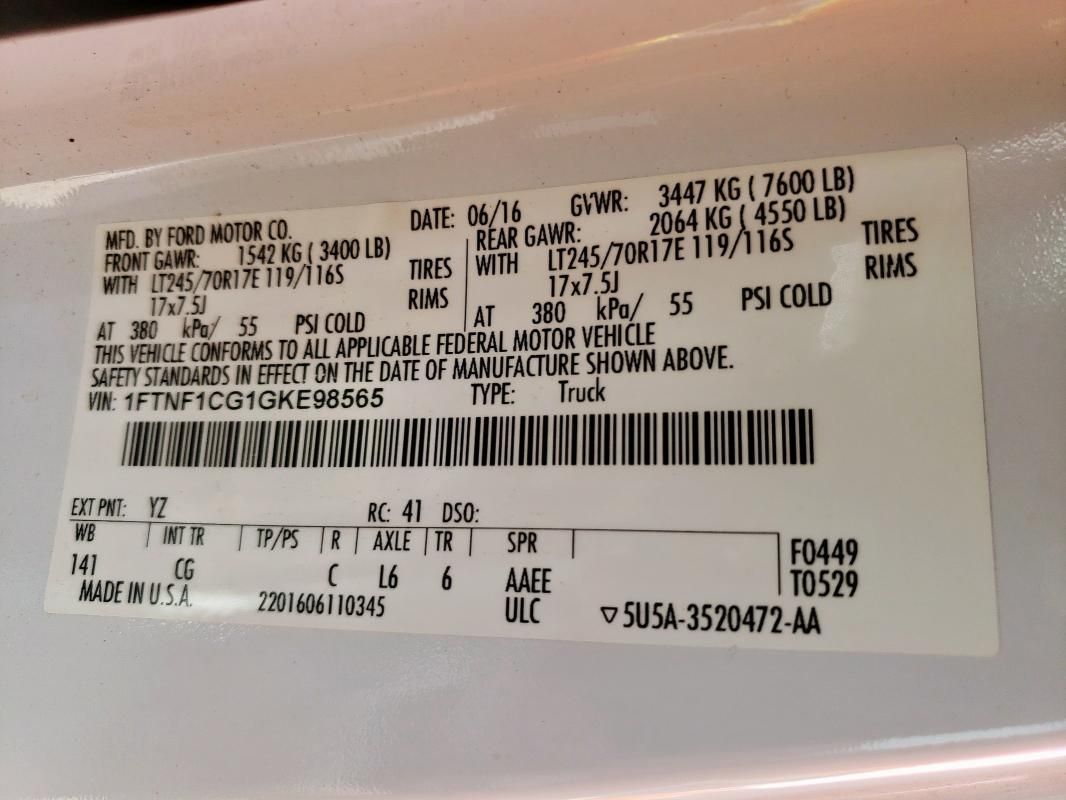 MFD. BY FORD MOTOR CO. DATE: 06/16 GVWR: 3447 KG ( 7600 LB)
FRONT GAWR: 1542 KG ( 3400 LB) REAR GAWR: 2064 KG ( 4550 LB)
WITH LT245/70R17E 119/116S TIRES WITH LT245/70R17E 119/116S TIRES
17x7.5J RIMS 17x7.5J RIMS
AT 380 kPa/ 55 PSI COLD AT 380 kPa/ 55 PSI COLD
THIS VEHICLE CONFORMS TO ALL APPLICABLE FEDERAL MOTOR VEHICLE
SAFETY STANDARDS IN EFFECT ON THE DATE OF MANUFACTURE SHOWN ABOVE.
VIN: 1FTNF1CG1GKE98565 TYPE: Truck
EXT PNT: YZ RC: 41 DSO:
WB INT TR TP/PS R AXLE TR SPR F0449
141 CG C L6 6 AAEE T0529
MADE IN U.S.A. 2201606110345 ULC ▽5U5A-3520472-AA